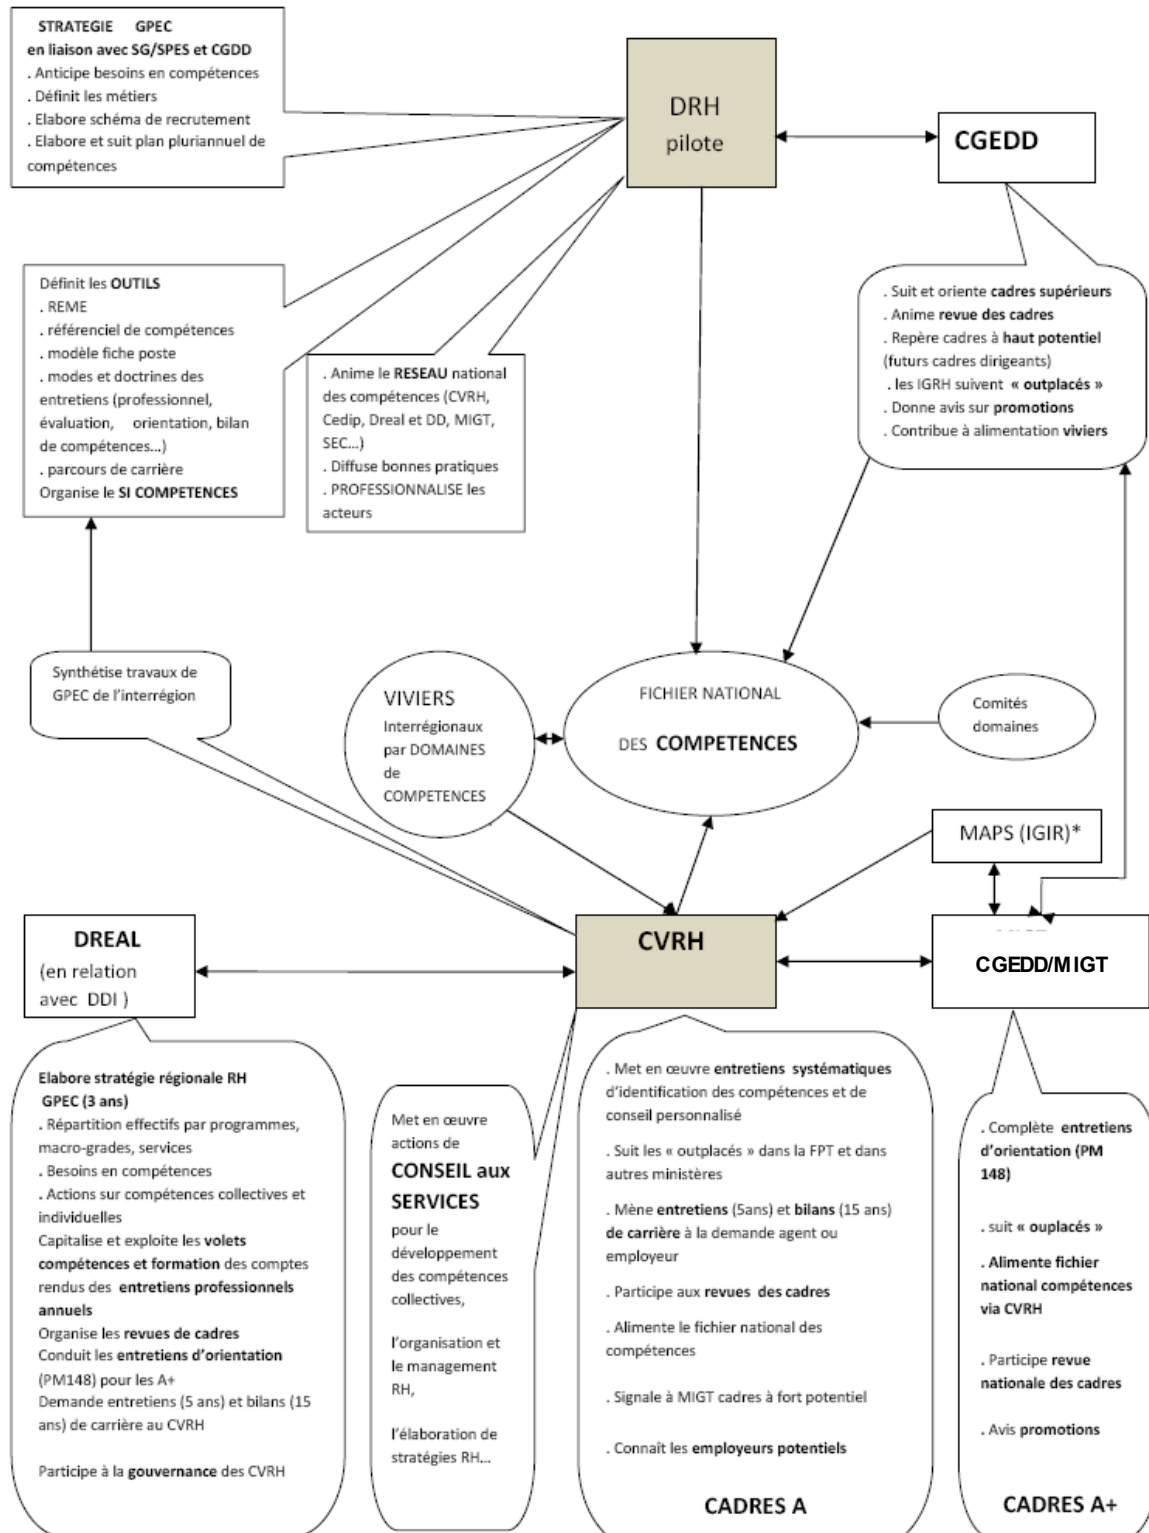 STRATEGIE GPEC
en liaison avec SG/SPES et CGDD
. Anticipe besoins en compétences
. Définit les métiers
. Elabore schéma de recrutement
. Elabore et suit plan pluriannuel de
compétences
DRH
pilote
CGEDD
Définit les OUTILS
. REME
. référenciel de compétences
. modèle fiche poste
. modes et doctrines des
entretiens (professionnel,
évaluation, orientation, bilan
de compétences...)
. parcours de carrière
Organise le SI COMPETENCES
. Anime le RESEAU national
des compétences (CVRH,
Cedip, Dreal et DD, MIGT,
SEC...)
. Diffuse bonnes pratiques
. PROFESSIONNALISE les
acteurs
. Suit et oriente cadres supérieurs
. Anime revue des cadres
. Repère cadres à haut potentiel
(futurs cadres dirigeants)
. les IGRH suivent « outplacés »
. Donne avis sur promotions
. Contribue à alimentation viviers
Synthétise travaux de
GPEC de l'interrégion
VIVIERS
Interrégionaux
par DOMAINES
de
COMPETENCES
FICHIER NATIONAL
DES COMPETENCES
Comités
domaines
MAPS (IGIR)*
DREAL
(en relation
avec DDI )
CVRH
CGEDD/MIGT
Elabore stratégie régionale RH
GPEC (3 ans)
. Répartition effectifs par programmes,
macro-grades, services
. Besoins en compétences
. Actions sur compétences collectives et
individuelles
Capitalise et exploite les volets
compétences et formation des comptes
rendus des entretiens professionnels
annuels
Organise les revues de cadres
Conduit les entretiens d'orientation
(PM148) pour les A+
Demande entretiens (5 ans) et bilans (15
ans) de carrière au CVRH
Participe à la gouvernance des CVRH
Met en œuvre
actions de
CONSEIL aux
SERVICES
pour le
développement
des compétences
collectives,
l'organisation et
le management
RH,
l'élaboration de
stratégies RH...
. Met en œuvre entretiens systématiques
d'identification des compétences et de
conseil personnalisé
. Suit les « outplacés » dans la FPT et dans
autres ministères
. Mène entretiens (5ans) et bilans (15 ans)
de carrière à la demande agent ou
employeur
. Participe aux revues des cadres
. Alimente le fichier national des
compétences
. Signale à MIGT cadres à fort potentiel
. Connaît les employeurs potentiels
CADRES A
. Complète entretiens
d'orientation (PM
148)
. suit « ouplacés »
. Alimente fichier
national compétences
via CVRH
. Participe revue
nationale des cadres
. Avis promotions
CADRES A+